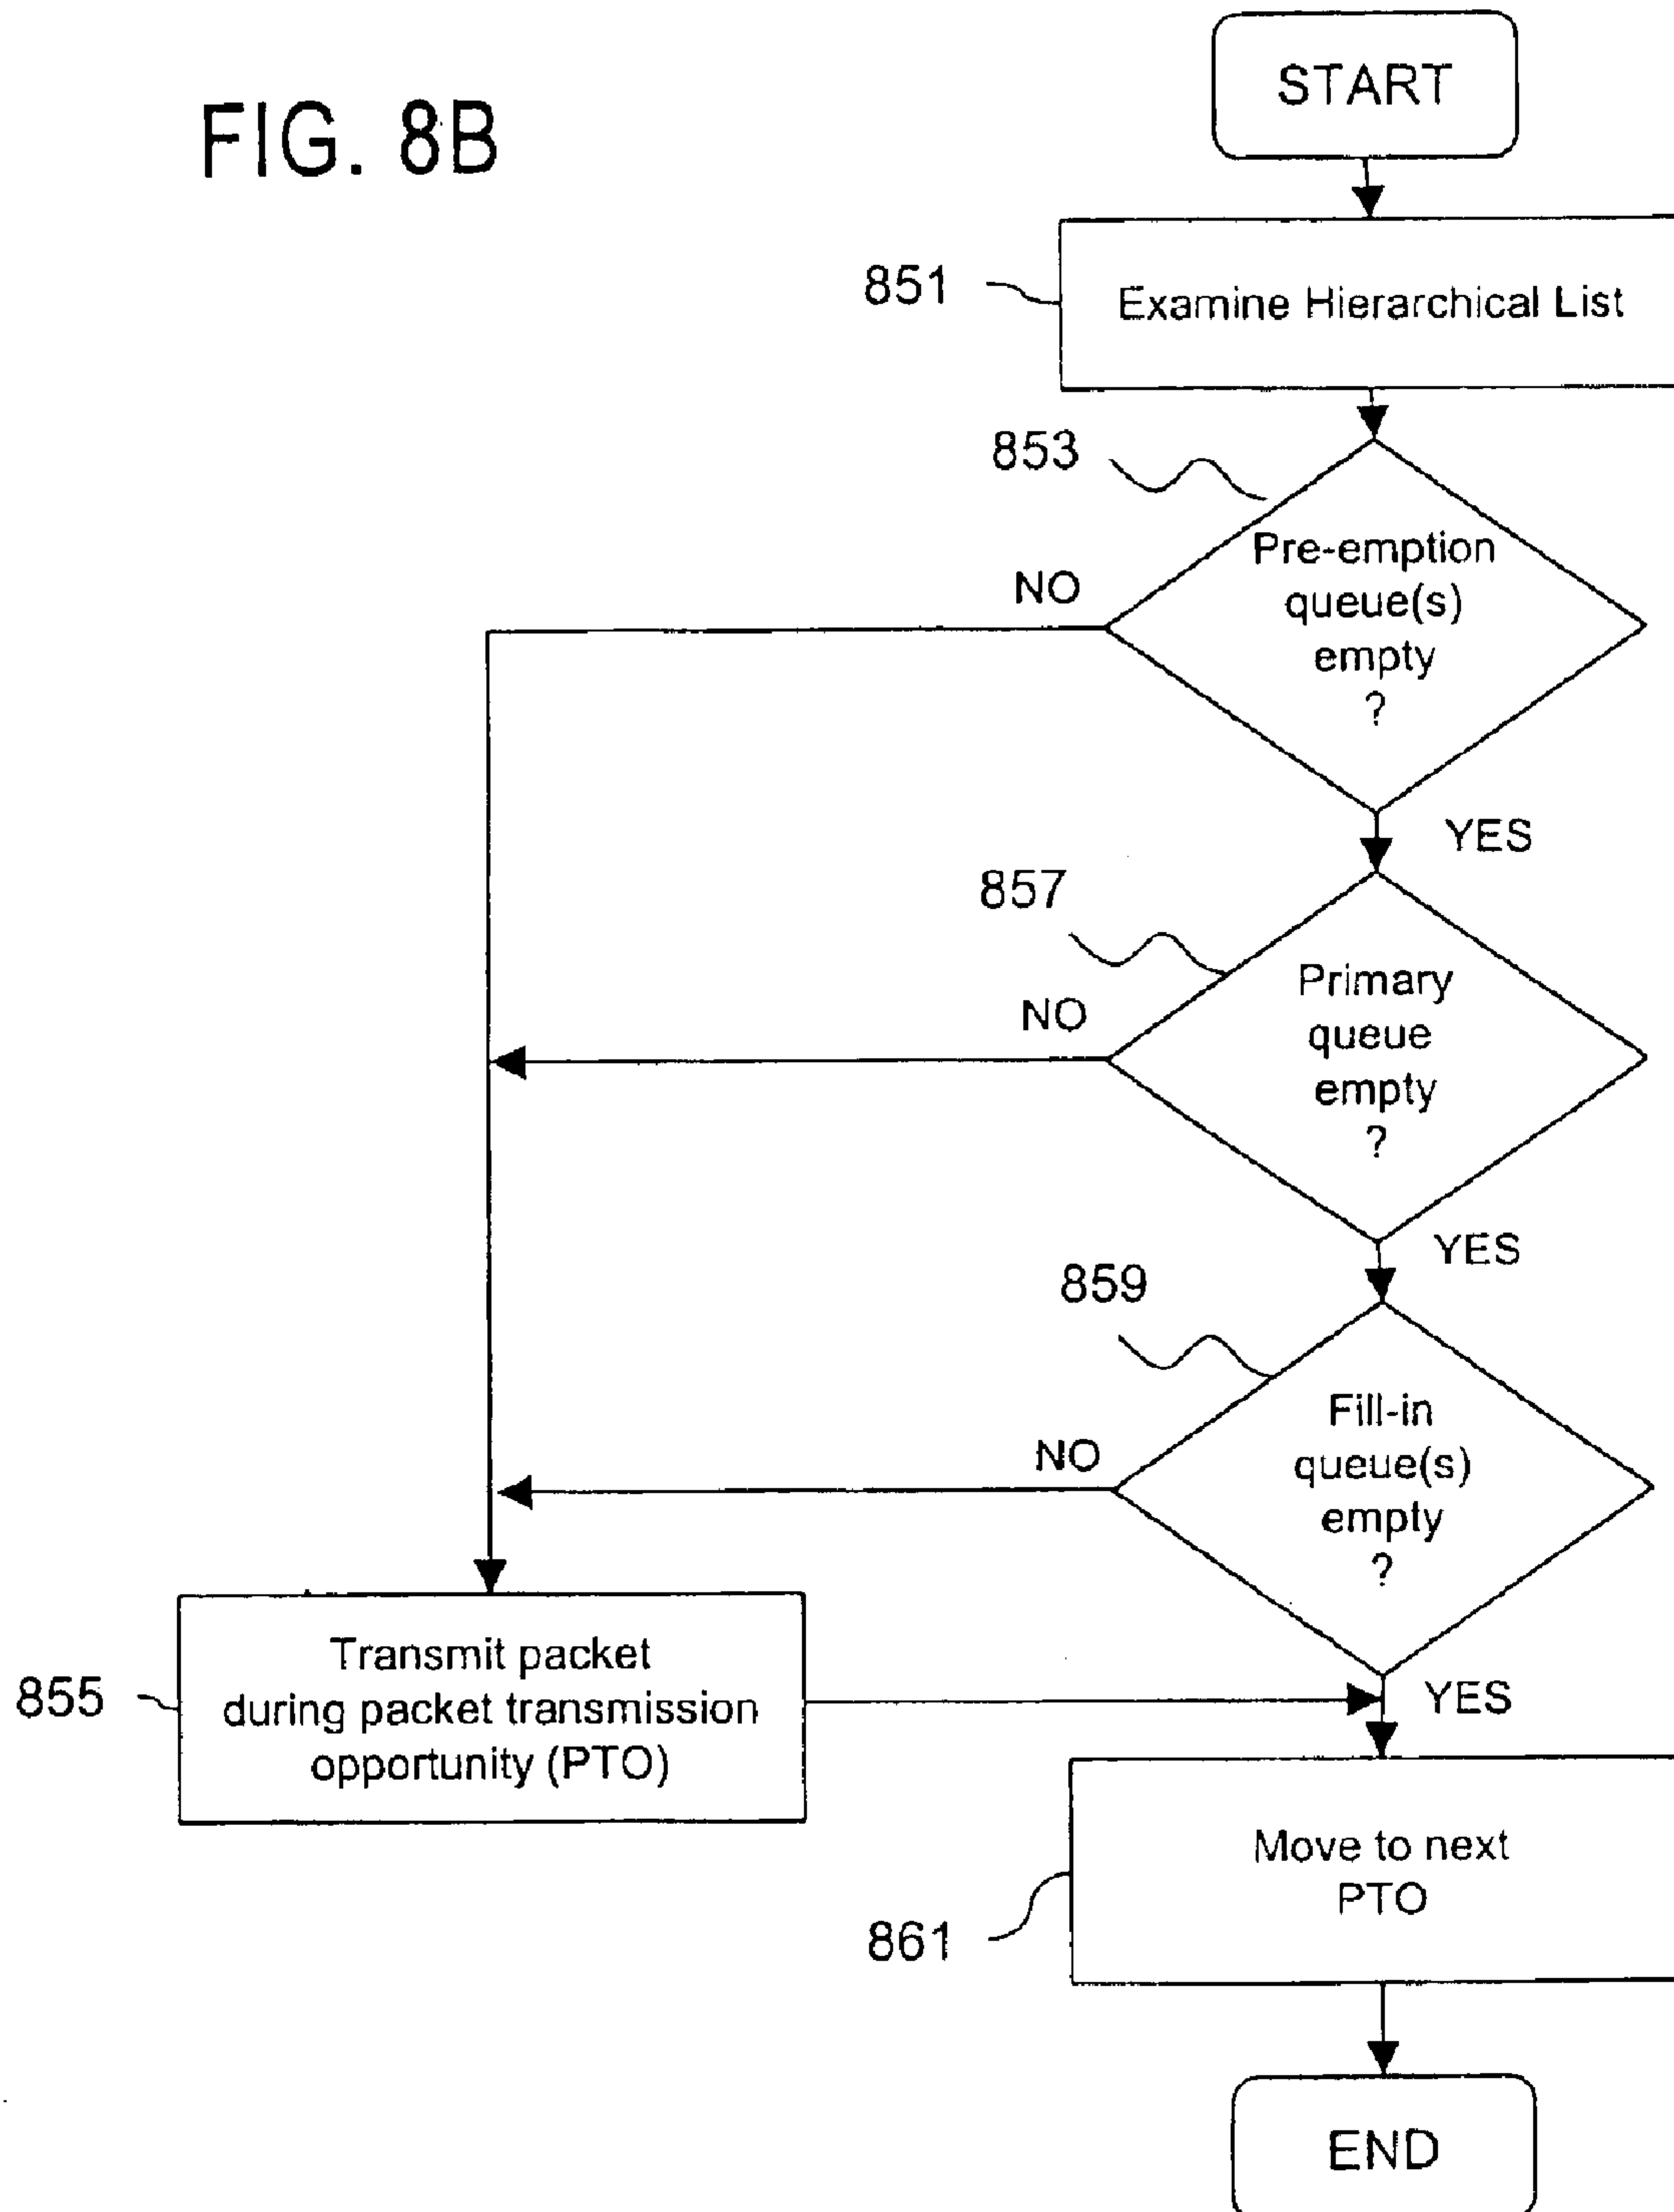 FIG. 8B
START
851
Examine Hierarchical List
853
Pre-emption
queue(s)
empty
?
NO
YES
857
Primary
queue
empty
?
NO
YES
859
Fill-in
queue(s)
empty
?
NO
YES
855
Transmit packet
during packet transmission
opportunity (PTO)
Move to next
PTO
861
END